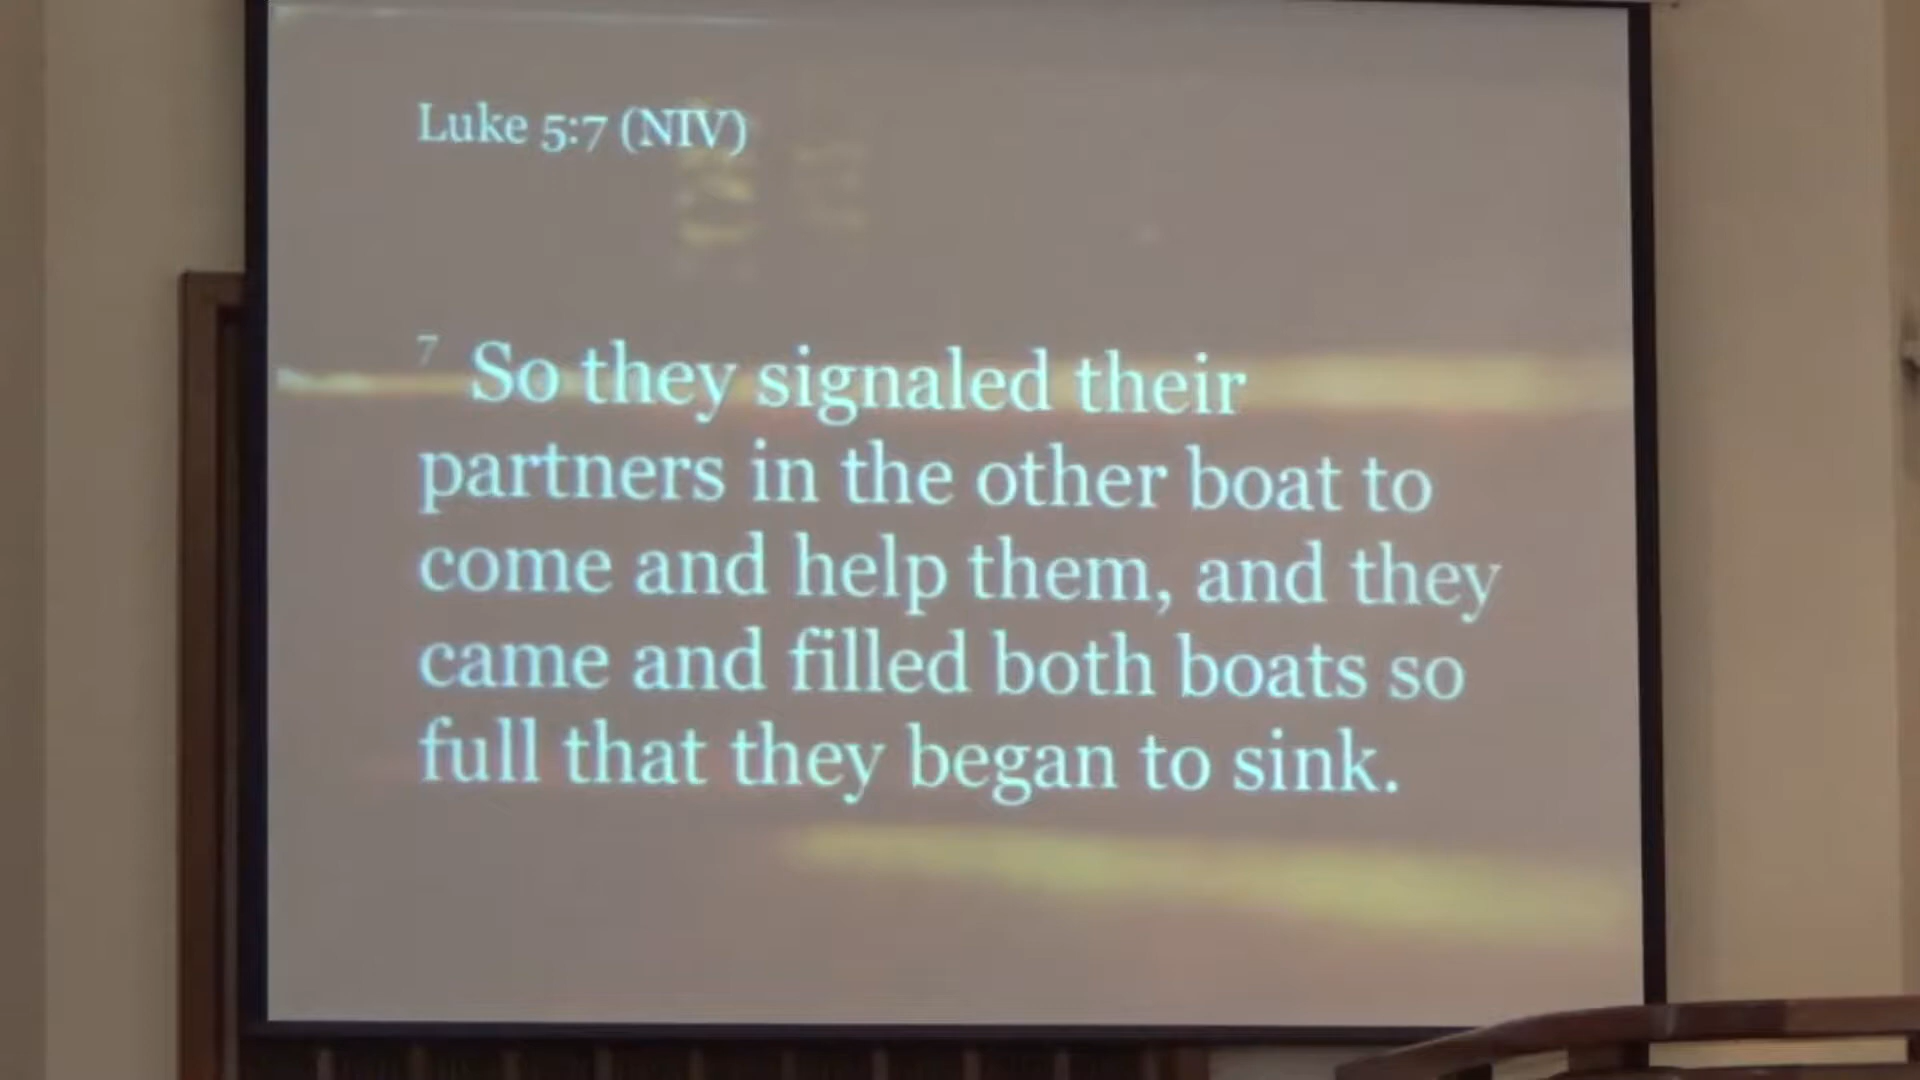 Luke 5:7 (NIV)
7 So they signaled their
partners in the other boat to
come and help them, and they
came and filled both boats so
full that they began to sink.